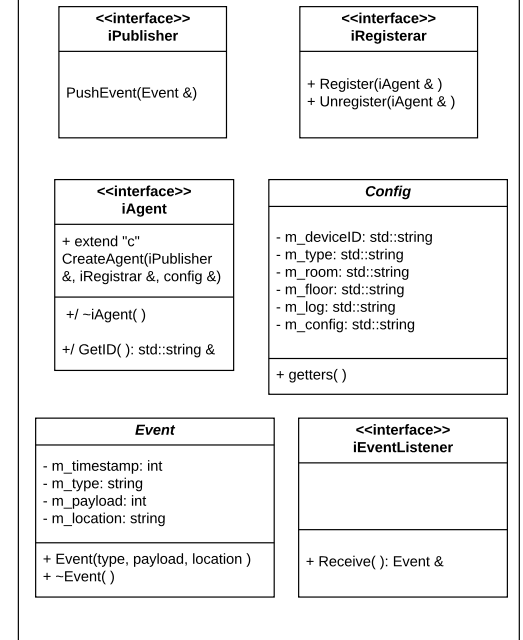 <<interface>>
iPublisher
PushEvent(Event &)
<<interface>>
iRegisterar
+ Register(iAgent & )
+ Unregister(iAgent & )
<<interface>>
iAgent
+ extend "c"
CreateAgent(iPublisher
&, iRegistrar &, config &)
+/ ~iAgent( )
+/ GetID( ): std::string &
Config
- m_deviceID: std::string
- m_type: std::string
- m_room: std::string
- m_floor: std::string
- m_log: std::string
- m_config: std::string
+ getters( )
Event
- m_timestamp: int
- m_type: string
- m_payload: int
- m_location: string
+ Event(type, payload, location )
+ ~Event( )
<<interface>>
iEventListener
+ Receive( ): Event &